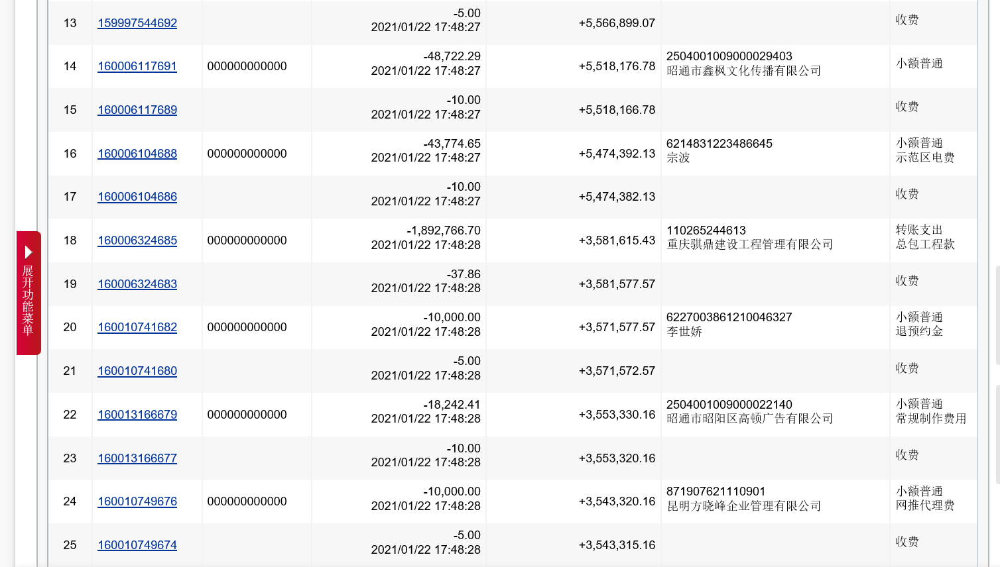 13 159997544692 -5.00 +5,566,899.07 收费
2021/01/22 17:48:27
14 160006117691 000000000000 -48,722.29 +5,518,176.78 2504001009000029403 小额普通
2021/01/22 17:48:27 昭通市鑫枫文化传播有限公司
15 160006117689 -10.00 +5,518,166.78 收费
2021/01/22 17:48:27
16 160006104688 000000000000 -43,774.65 +5,474,392.13 6214831223486645 小额普通
2021/01/22 17:48:27 宗波 示范区电费
17 160006104686 -10.00 +5,474,382.13 收费
2021/01/22 17:48:27
18 160006324685 000000000000 -1,892,766.70 +3,581,615.43 110265244613 转账支出
2021/01/22 17:48:28 重庆骐鼎建设工程管理有限公司 总包工程款
19 160006324683 -37.86 +3,581,577.57 收费
2021/01/22 17:48:28
20 160010741682 000000000000 -10,000.00 +3,571,577.57 6227003861210046327 小额普通
2021/01/22 17:48:28 李世娇 退预约金
21 160010741680 -5.00 +3,571,572.57 收费
2021/01/22 17:48:28
22 160013166679 000000000000 -18,242.41 +3,553,330.16 2504001009000022140 小额普通
2021/01/22 17:48:28 昭通市昭阳区高顿广告有限公司 常规制作费用
23 160013166677 -10.00 +3,553,320.16 收费
2021/01/22 17:48:28
24 160010749676 000000000000 -10,000.00 +3,543,320.16 871907621110901 小额普通
2021/01/22 17:48:28 昆明方晓峰企业管理有限公司 网推代理费
25 160010749674 -5.00 +3,543,315.16 收费
2021/01/22 17:48:28
展开功能菜单